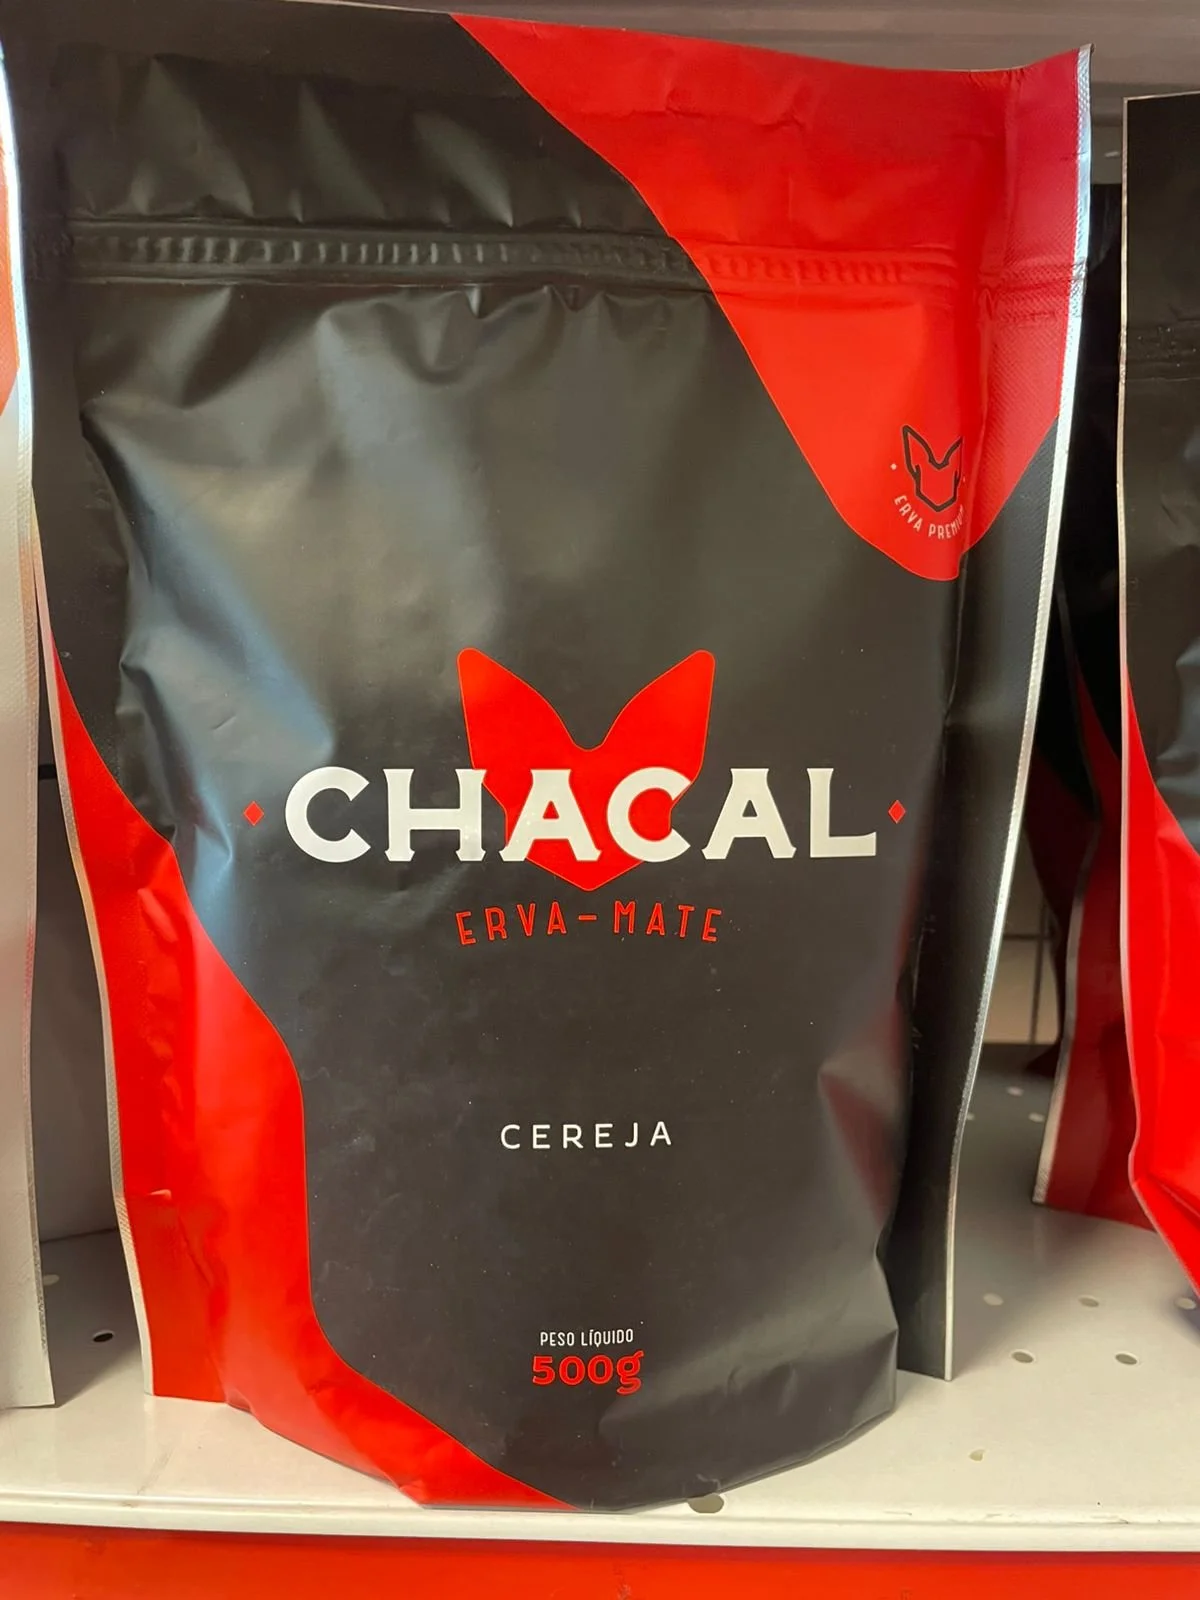 ERVA PREMIUM
CHACAL
ERVA-MATE
CEREJA
PESO LÍQUIDO
500g